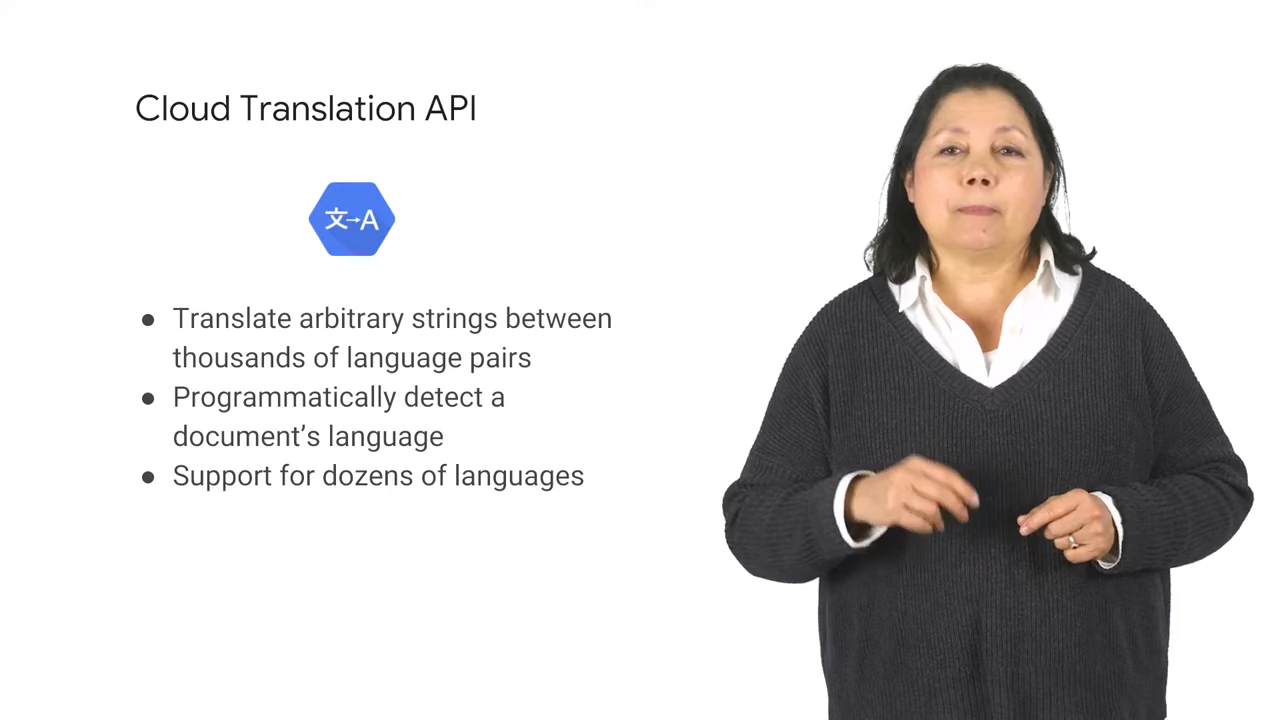 Cloud Translation API
文→A
● Translate arbitrary strings between
thousands of language pairs
● Programmatically detect a
document’s language
● Support for dozens of languages